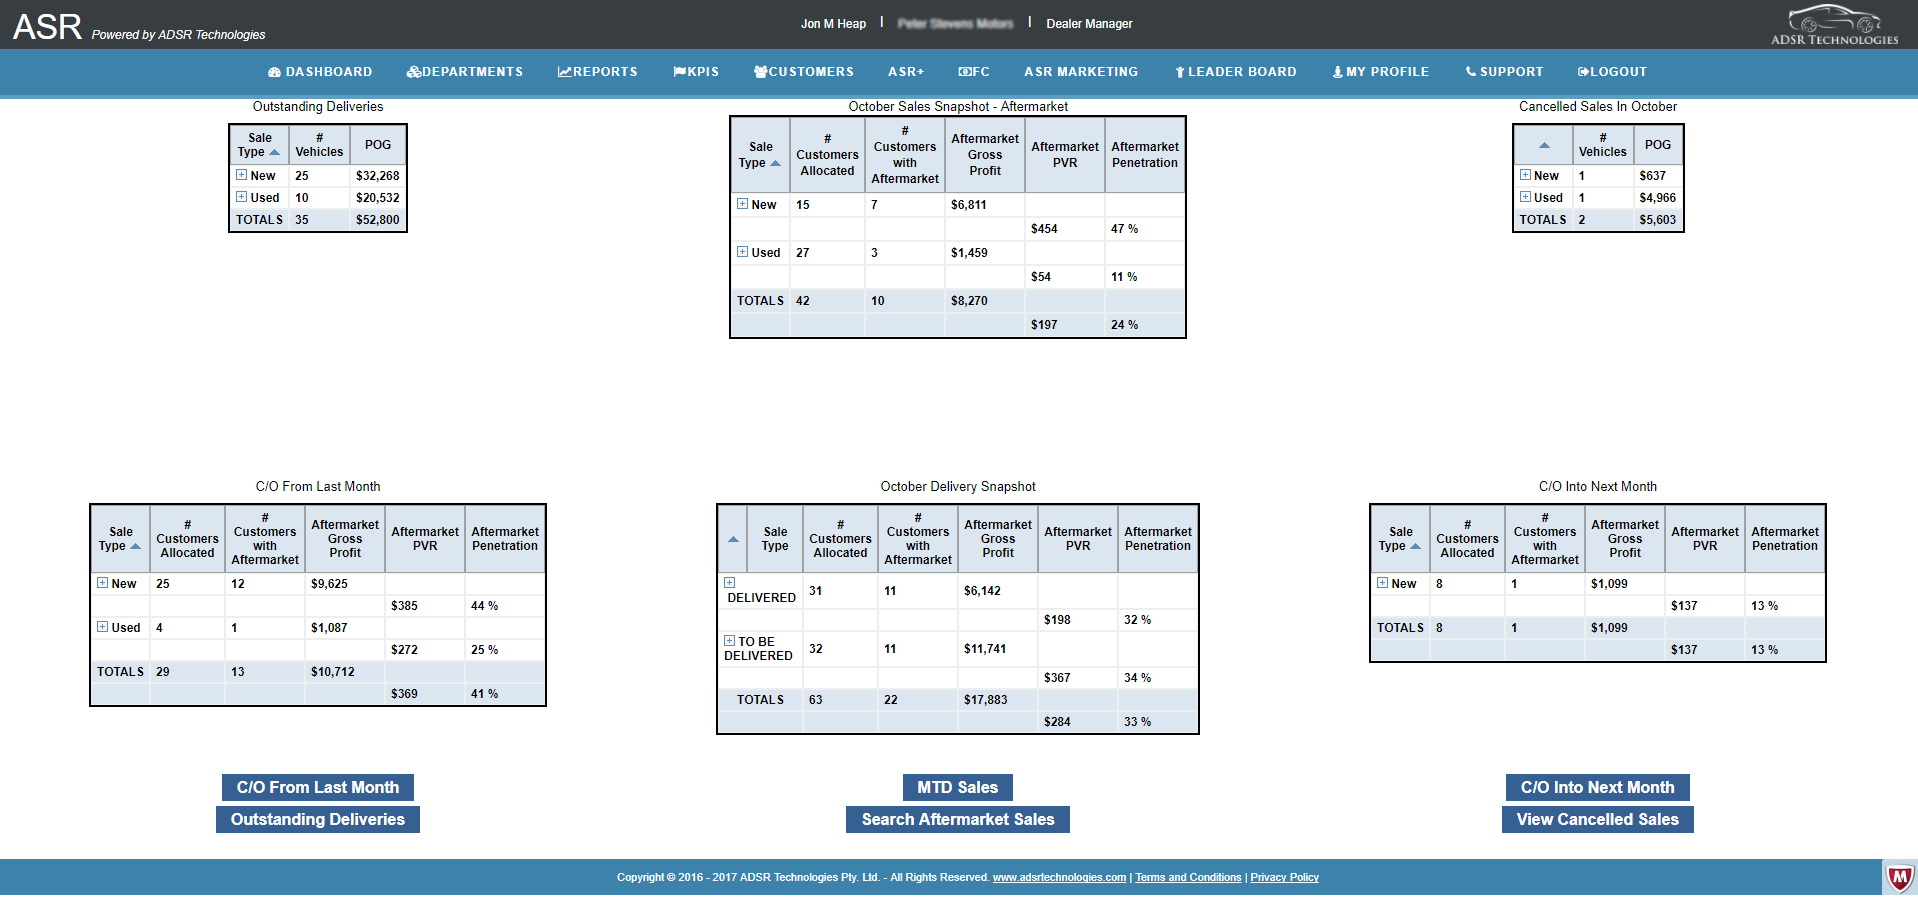 ASR Powered by ADSR Technologies
Jon M Heap | Peter Stevens Motors | Dealer Manager
ADSR TECHNOLOGIES
DASHBOARD DEPARTMENTS REPORTS KPIS CUSTOMERS ASR+ FC ASR MARKETING LEADER BOARD MY PROFILE SUPPORT LOGOUT
Outstanding Deliveries
Sale Type # Vehicles POG
New 25 $32,268
Used 10 $20,532
TOTALS 35 $52,800
October Sales Snapshot - Aftermarket
Sale Type # Customers Allocated # Customers with Aftermarket Aftermarket Gross Profit Aftermarket PVR Aftermarket Penetration
New 15 7 $6,811
$454 47 %
Used 27 3 $1,459
$54 11 %
TOTALS 42 10 $8,270
$197 24 %
Cancelled Sales In October
# Vehicles POG
New 1 $637
Used 1 $4,966
TOTALS 2 $5,603
C/O From Last Month
Sale Type # Customers Allocated # Customers with Aftermarket Aftermarket Gross Profit Aftermarket PVR Aftermarket Penetration
New 25 12 $9,625
$385 44 %
Used 4 1 $1,087
$272 25 %
TOTALS 29 13 $10,712
$369 41 %
October Delivery Snapshot
Sale Type # Customers Allocated # Customers with Aftermarket Aftermarket Gross Profit Aftermarket PVR Aftermarket Penetration
DELIVERED 31 11 $6,142
$198 32 %
TO BE DELIVERED 32 11 $11,741
$367 34 %
TOTALS 63 22 $17,883
$284 33 %
C/O Into Next Month
Sale Type # Customers Allocated # Customers with Aftermarket Aftermarket Gross Profit Aftermarket PVR Aftermarket Penetration
New 8 1 $1,099
$137 13 %
TOTALS 8 1 $1,099
$137 13 %
C/O From Last Month
Outstanding Deliveries
MTD Sales
Search Aftermarket Sales
C/O Into Next Month
View Cancelled Sales
Copyright © 2016 - 2017 ADSR Technologies Pty. Ltd. - All Rights Reserved. www.adsrtechnologies.com | Terms and Conditions | Privacy Policy